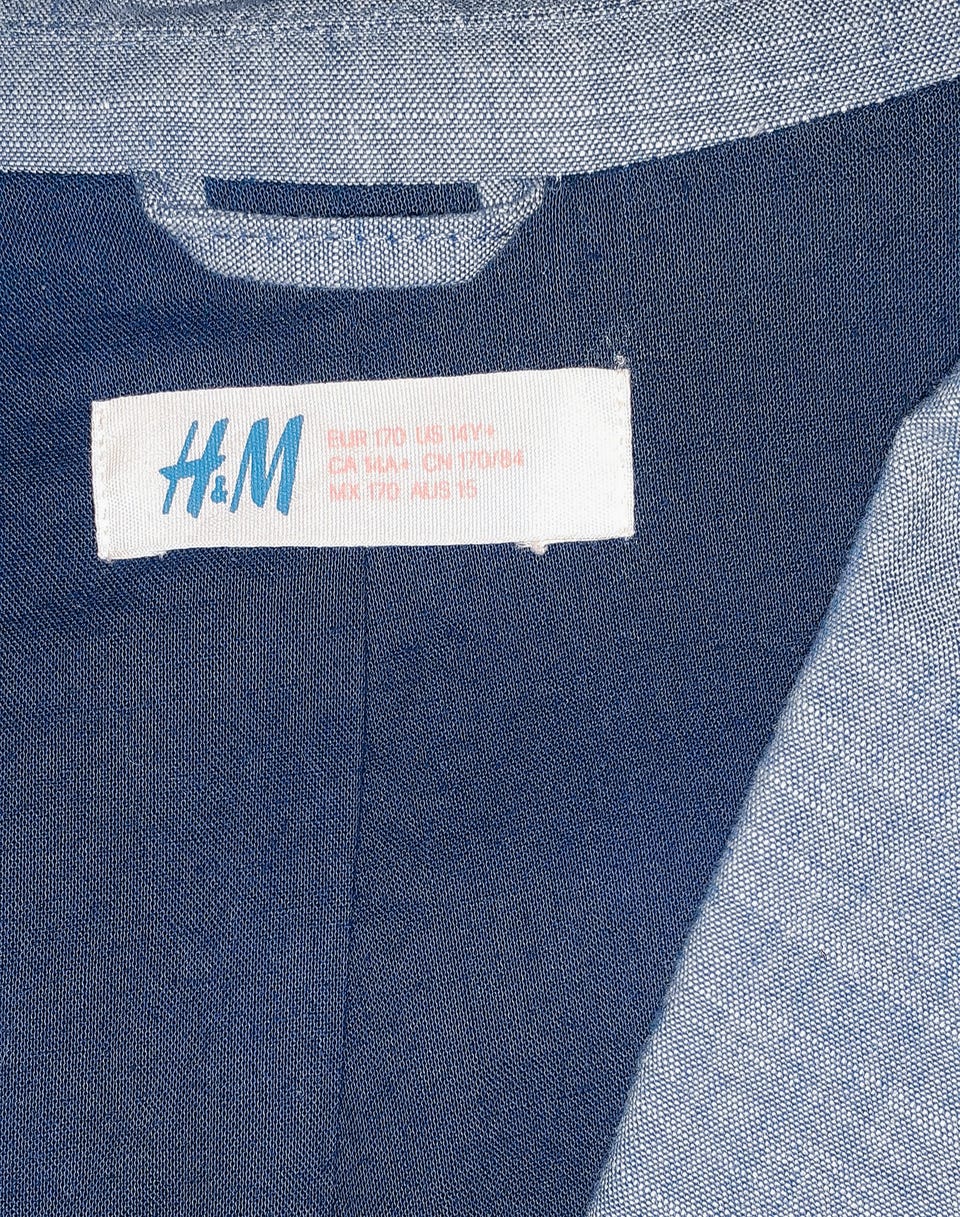 H&M
EUR 170 US 14Y+
CA 14A+ CN 170/84
MX 170 AUS 15